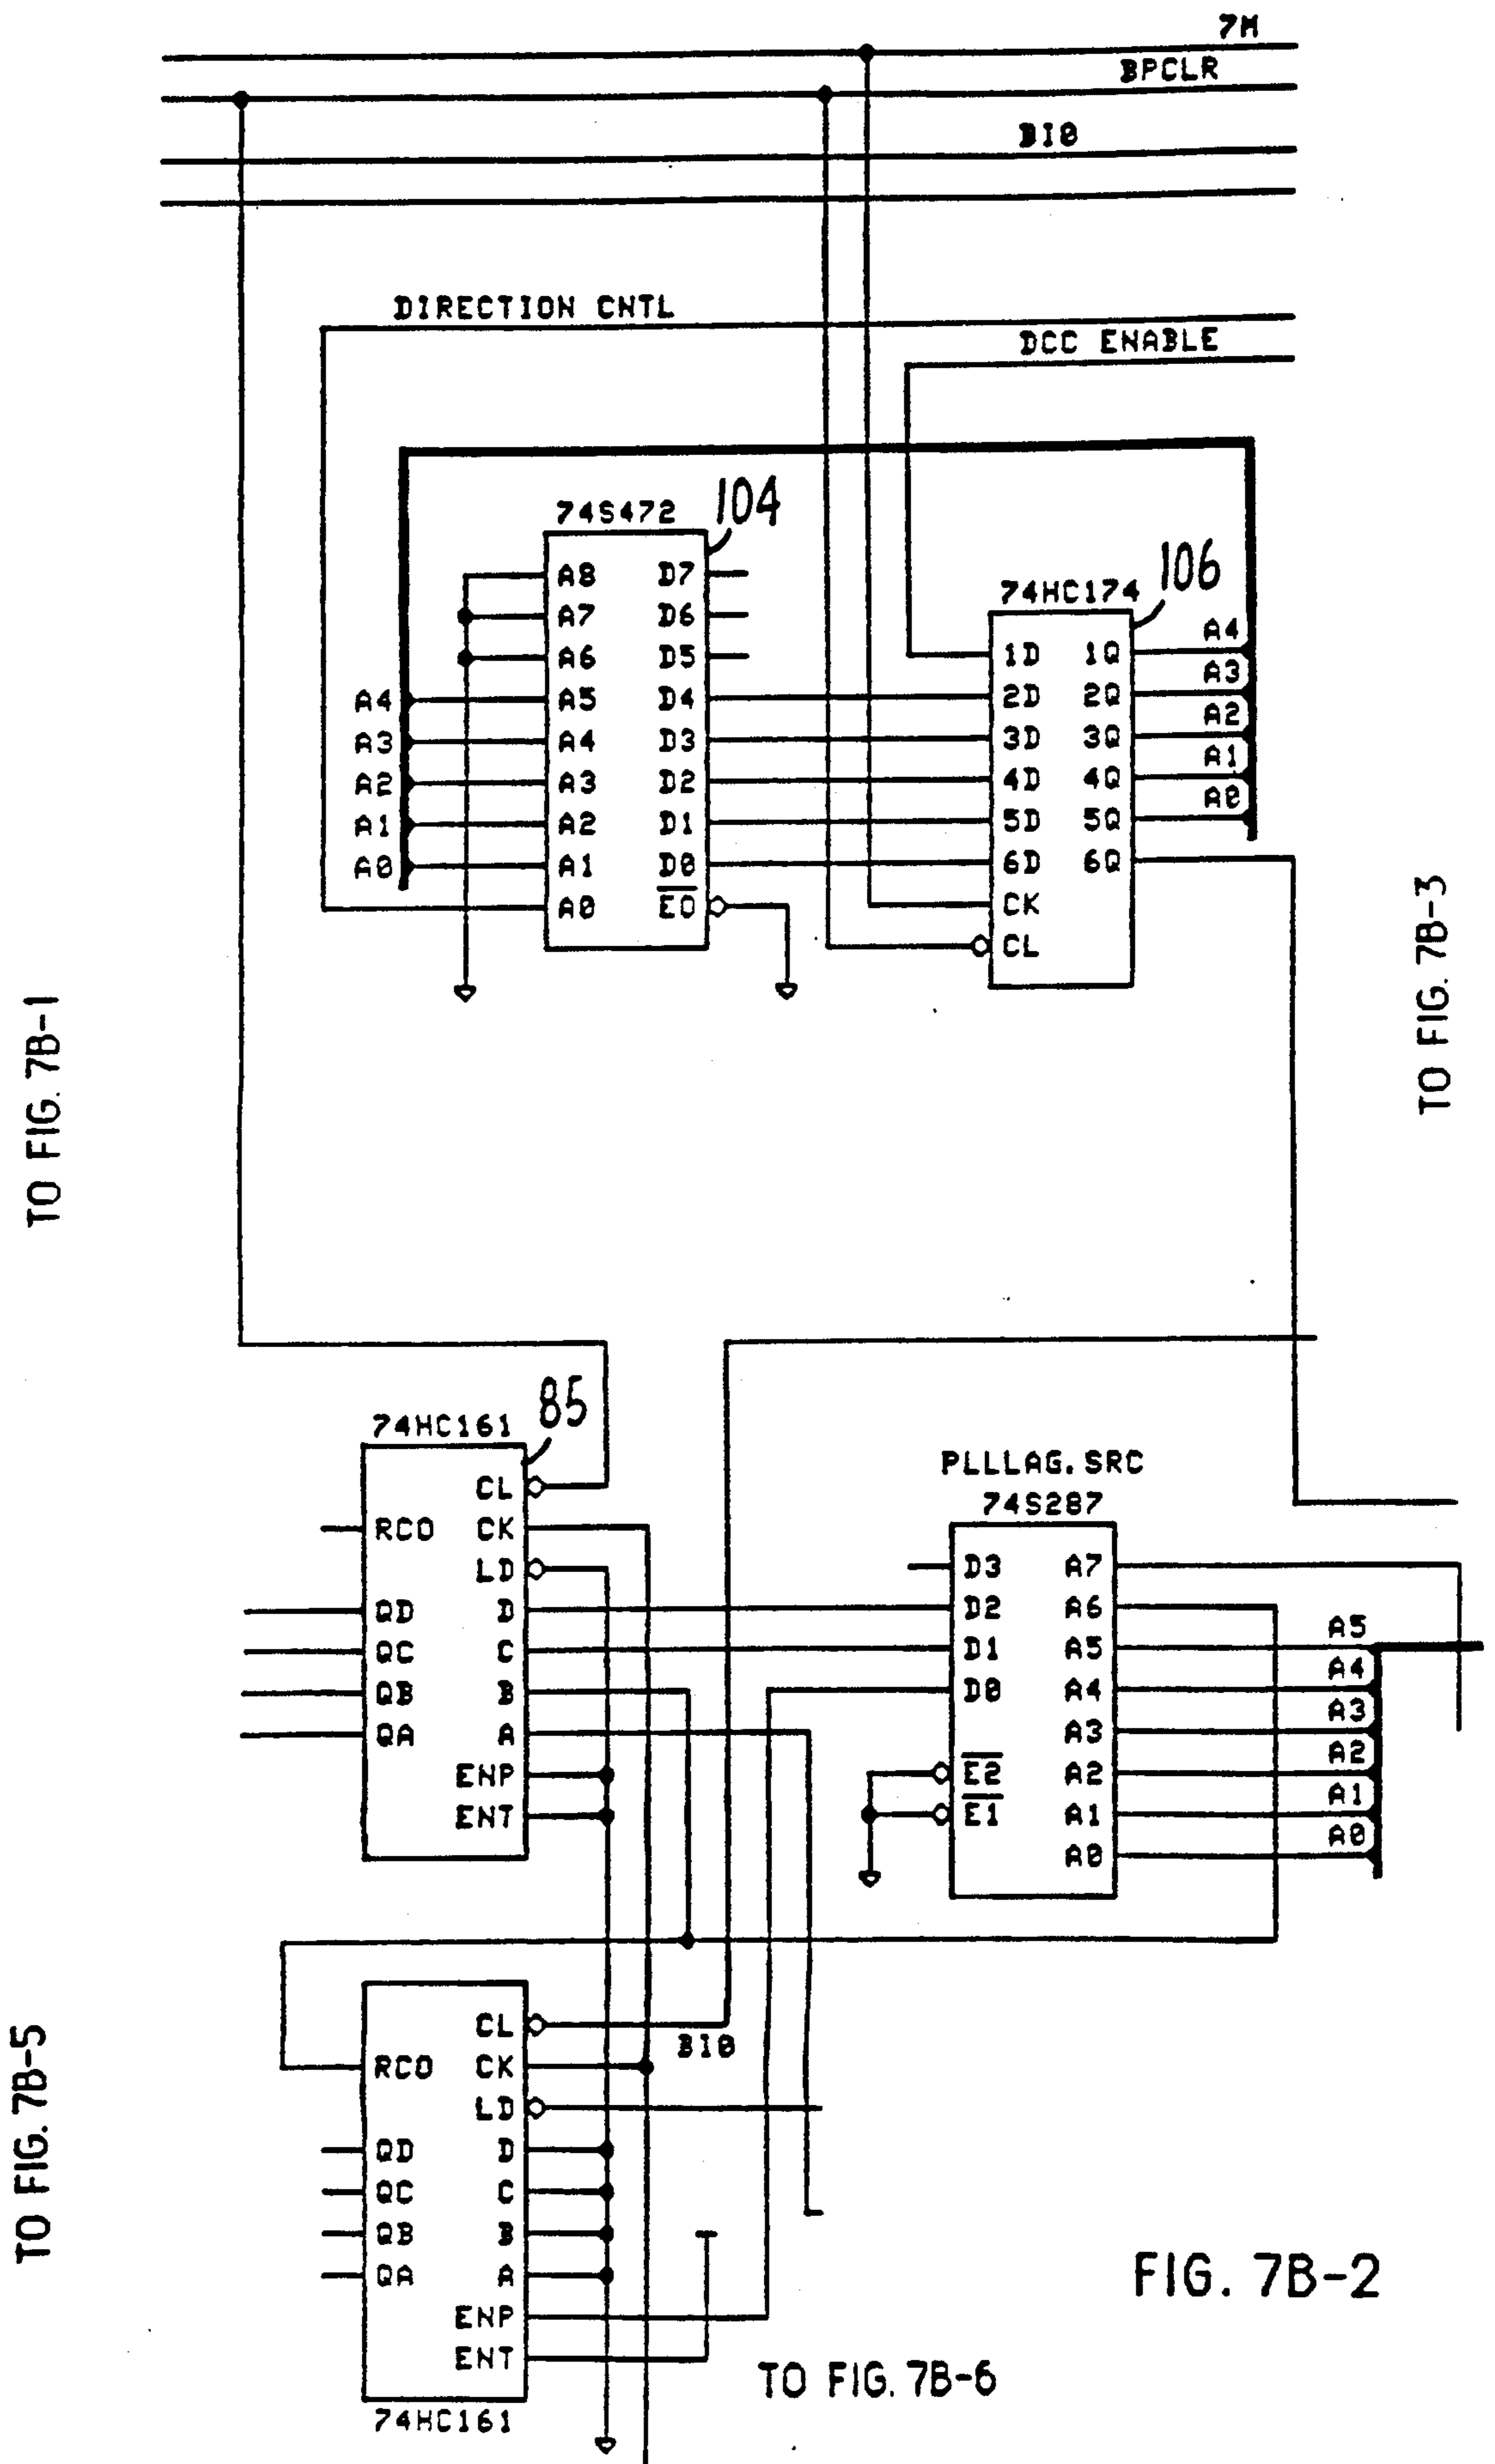 7M
BPCLR
BI0
DIRECTION CNTL
DCC ENABLE
74S472 104
A8 D7
A7 D6
A6 D5
A4 A5 D4
A3 A4 D3
A2 A3 D2
A1 A2 D1
A0 A1 D0
A0 E0
74HC174 106
1D 1Q A4
2D 2Q A3
3D 3Q A2
4D 4Q A1
5D 5Q A0
6D 6Q
CK
CL
TO FIG. 7B-1
TO FIG. 7B-3
74HC161 85
CL
RCO CK
LD
QD D
QC C
QB B
QA A
ENP
ENT
PLLLAG.SRC
74S287
D3 A7
D2 A6
D1 A5 A5
D0 A4 A4
A3 A3
E2 A2 A2
E1 A1 A1
A0 A0
TO FIG. 7B-5
CL
BI0
RCO CK
LD
QD D
QC C
QB B
QA A
ENP
ENT
74HC161
TO FIG. 7B-6
FIG. 7B-2